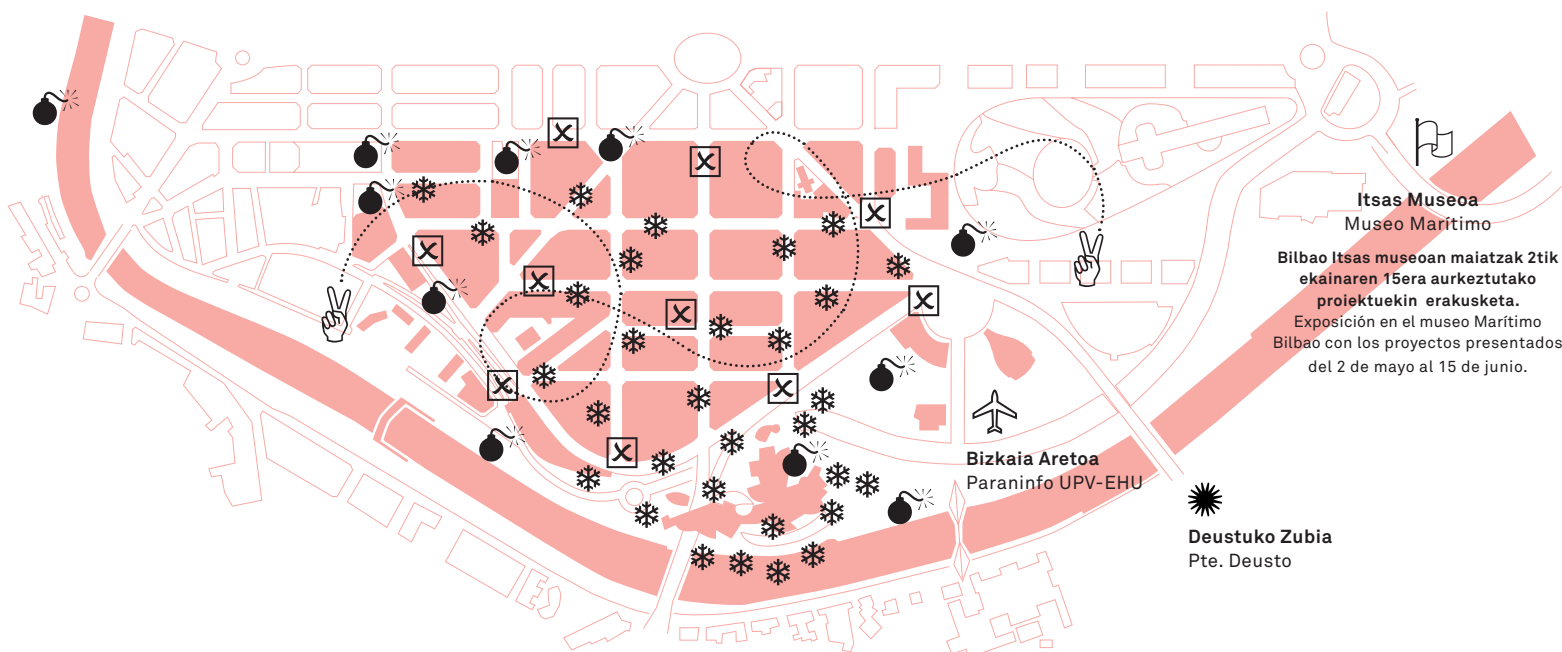 Itsas Museoa
Museo Marítimo
Bilbao Itsas museoan maiatzak 2tik
ekainaren 15era aurkeztutako
proiektuekin erakusketa.
Exposición en el museo Marítimo
Bilbao con los proyectos presentados
del 2 de mayo al 15 de junio.
Bizkaia Aretoa
Paraninfo UPV-EHU
Deustuko Zubia
Pte. Deusto